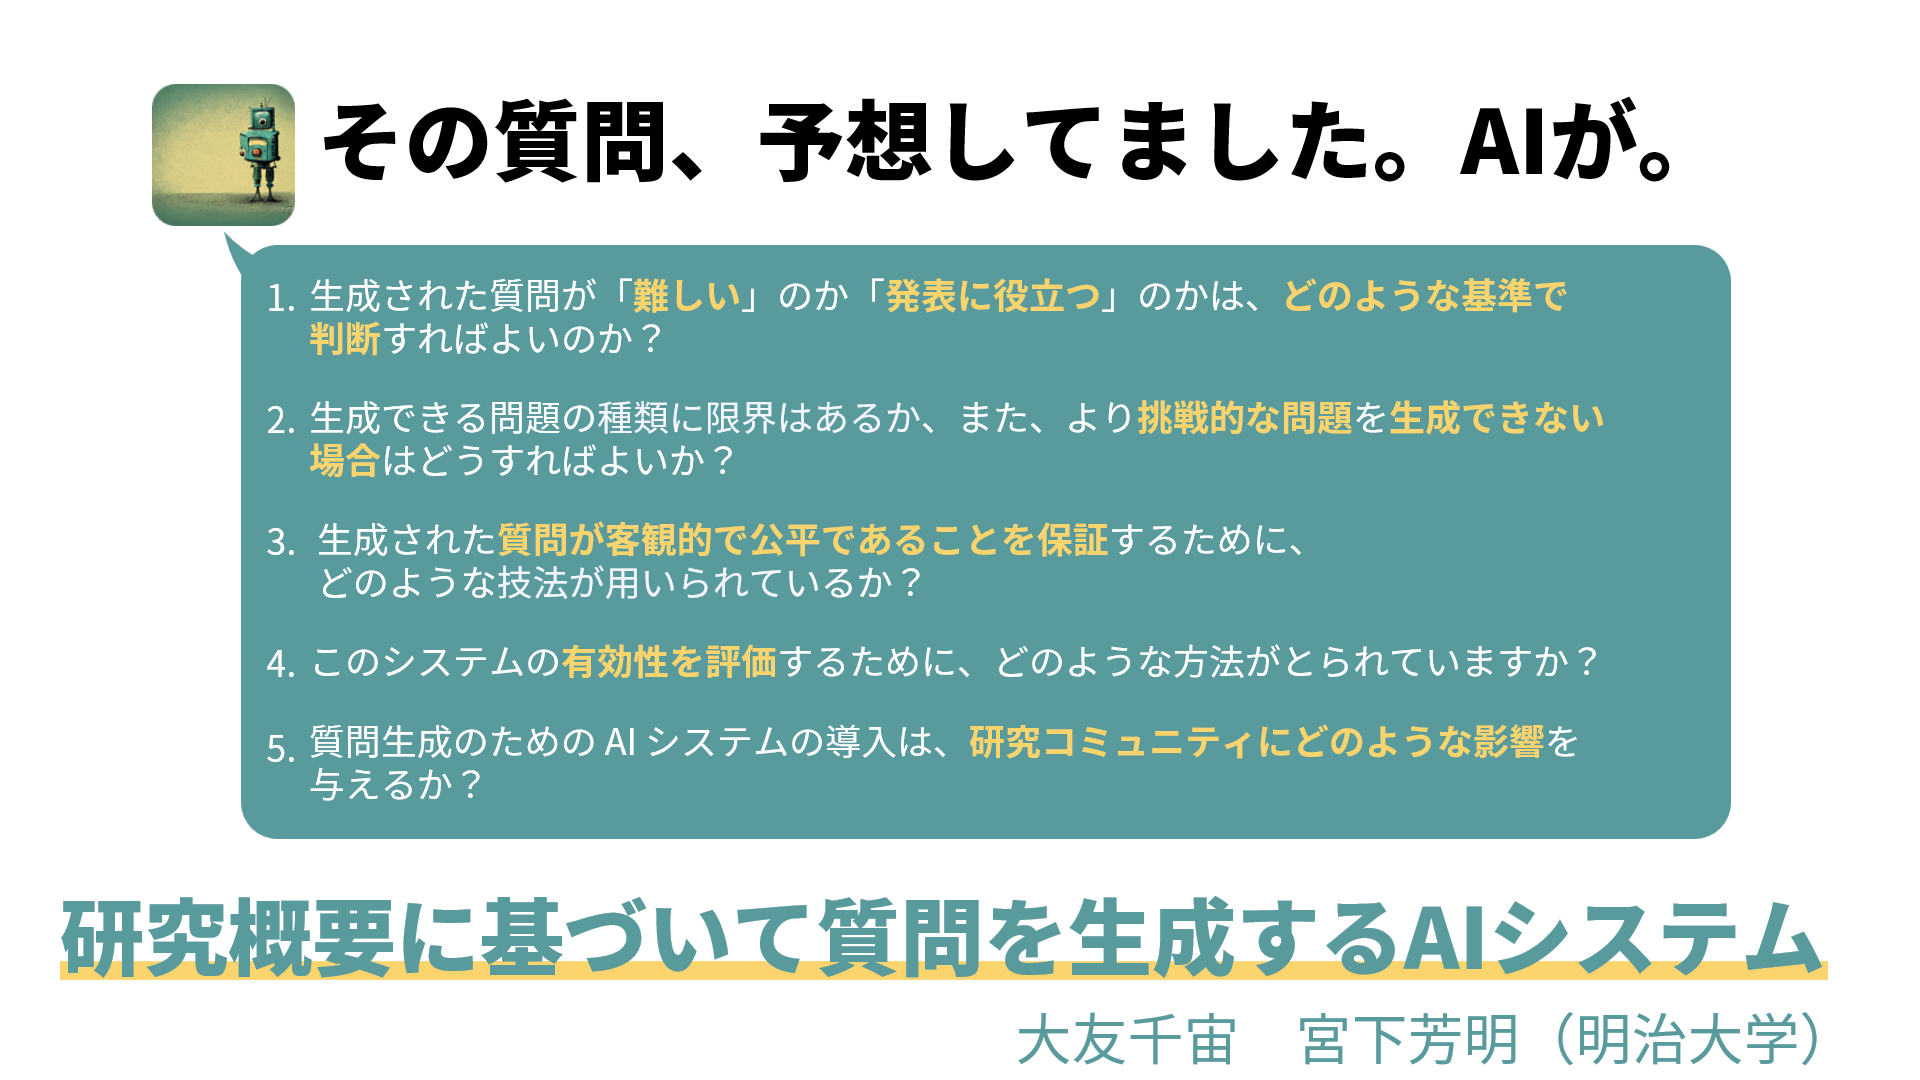 その質問、予想してました。AIが。
1. 生成された質問が「難しい」のか「発表に役立つ」のかは、どのような基準で
判断すればよいのか？
2. 生成できる問題の種類に限界はあるか、また、より挑戦的な問題を生成できない
場合はどうすればよいか？
3. 生成された質問が客観的で公平であることを保証するために、
どのような技法が用いられているか？
4. このシステムの有効性を評価するために、どのような方法がとられていますか？
5. 質問生成のための AI システムの導入は、研究コミュニティにどのような影響を
与えるか？
研究概要に基づいて質問を生成するAIシステム
大友千宙　宮下芳明（明治大学）